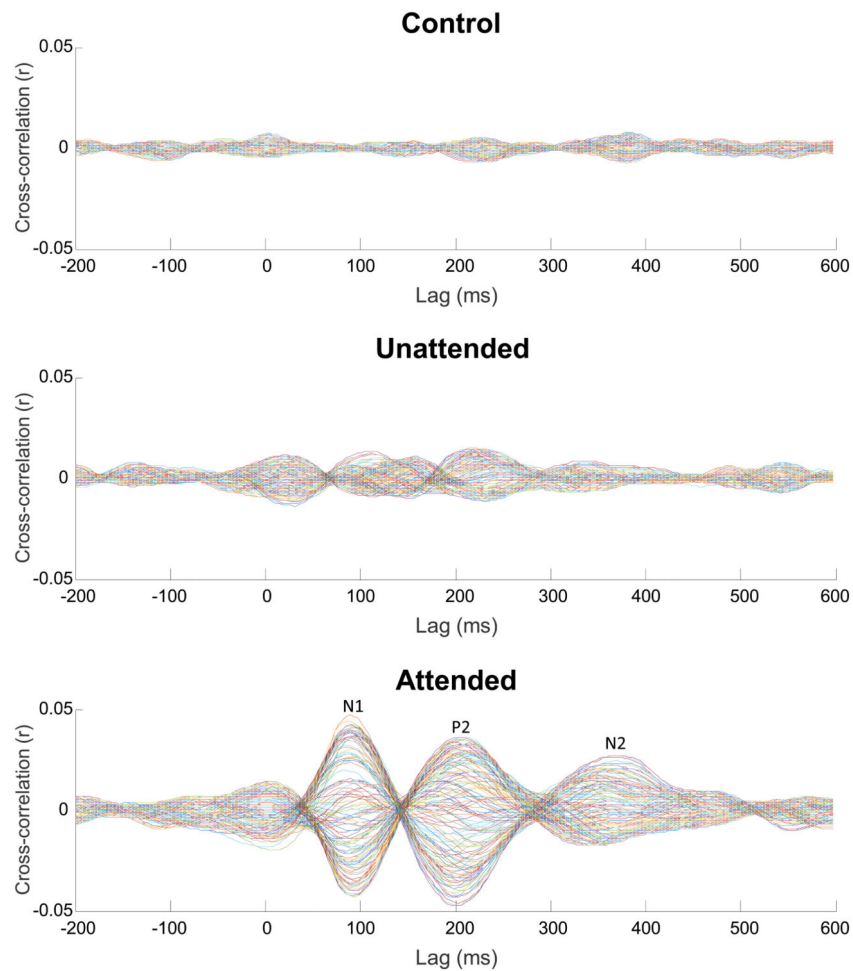 Control
0.05
0
-0.05
Cross-correlation (r)
-200 -100 0 100 200 300 400 500 600
Lag (ms)
Unattended
0.05
0
-0.05
Cross-correlation (r)
-200 -100 0 100 200 300 400 500 600
Lag (ms)
Attended
0.05
0
-0.05
Cross-correlation (r)
N1
P2
N2
-200 -100 0 100 200 300 400 500 600
Lag (ms)